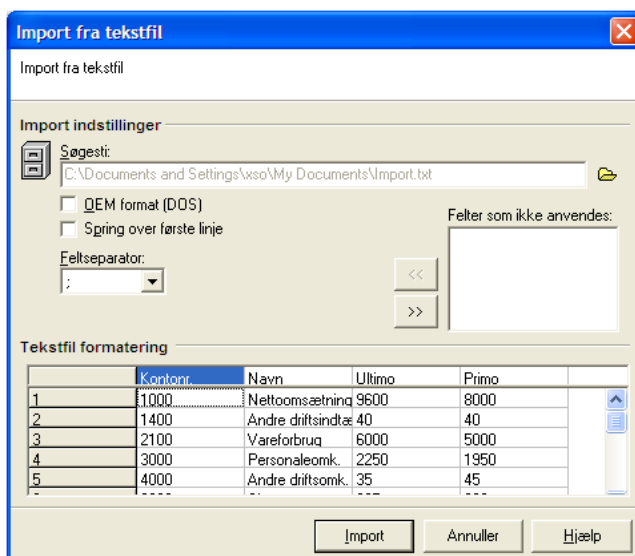 Import fra tekstfil
Import fra tekstfil
Import indstillinger
Søgesti:
C:\Documents and Settings\xso\My Documents\Import.txt
OEM format (DOS)
Spring over første linje
Felter som ikke anvendes:
Feltseparator:
;
<<
>>
Tekstfil formatering
Kontonr. Navn Ultimo Primo
1 1000 Nettoomsætning 9600 8000
2 1400 Andre driftsindtæ 40 40
3 2100 Vareforbrug 6000 5000
4 3000 Personaleomk. 2250 1950
5 4000 Andre driftsomk. 35 45
Import Annuller Hjælp